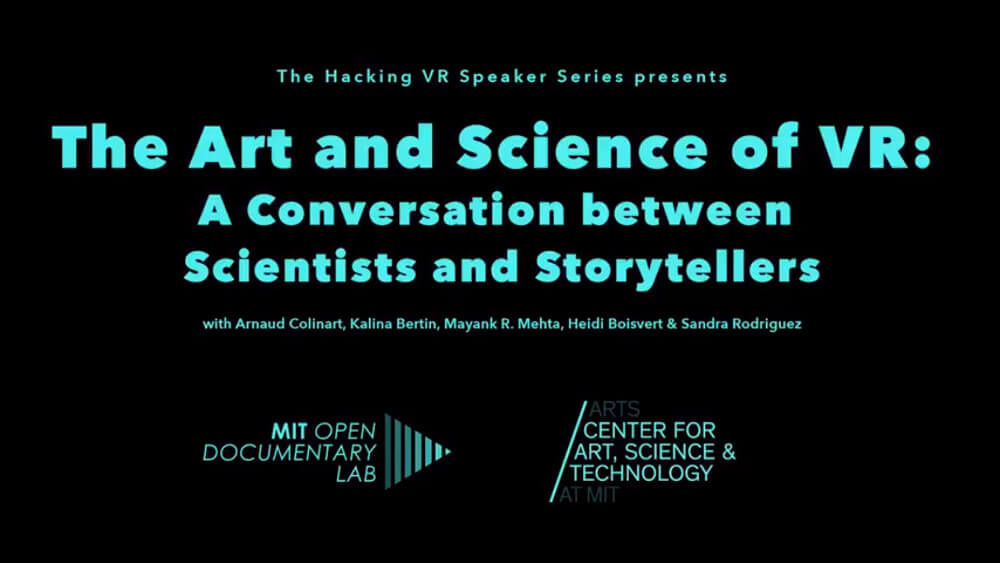 The Hacking VR Speaker Series presents
The Art and Science of VR:
A Conversation between
Scientists and Storytellers
with Arnaud Colinart, Kalina Bertin, Mayank R. Mehta, Heidi Boisvert & Sandra Rodriguez
MIT OPEN
DOCUMENTARY
LAB
ARTS
CENTER FOR
ART, SCIENCE &
TECHNOLOGY
AT MIT